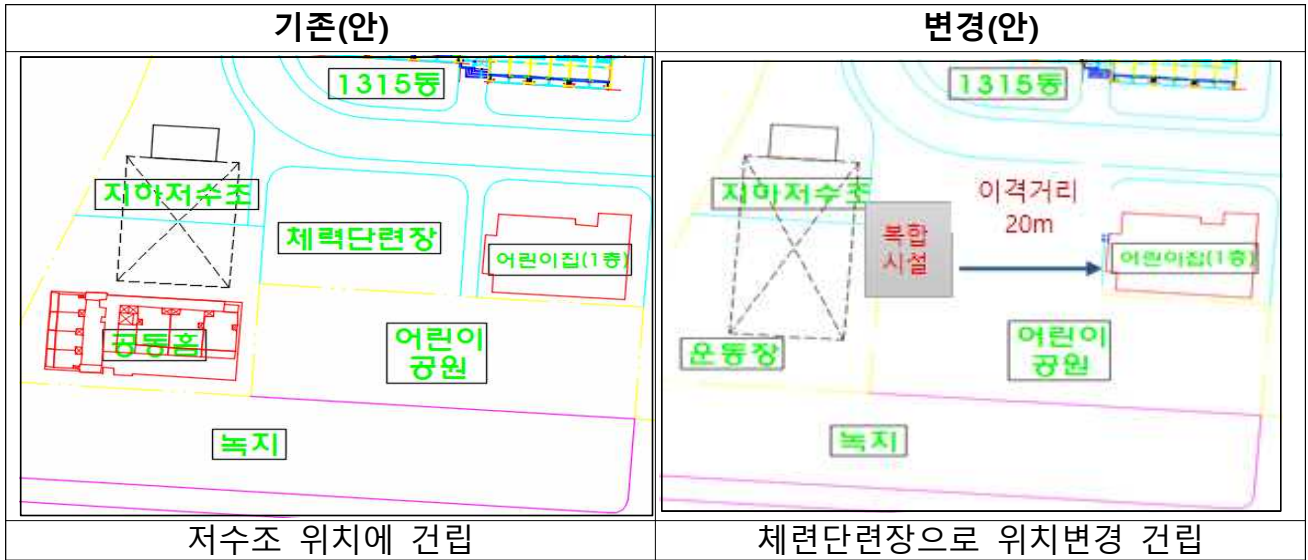 기존(안)
변경(안)
1315동
지하저수조
체력단련장
어린이집(1층)
공동홈
어린이
공원
녹지
1315동
지하저수조
이격거리
20m
복합
시설
어린이집(1층)
운동장
어린이
공원
녹지
저수조 위치에 건립
체련단련장으로 위치변경 건립